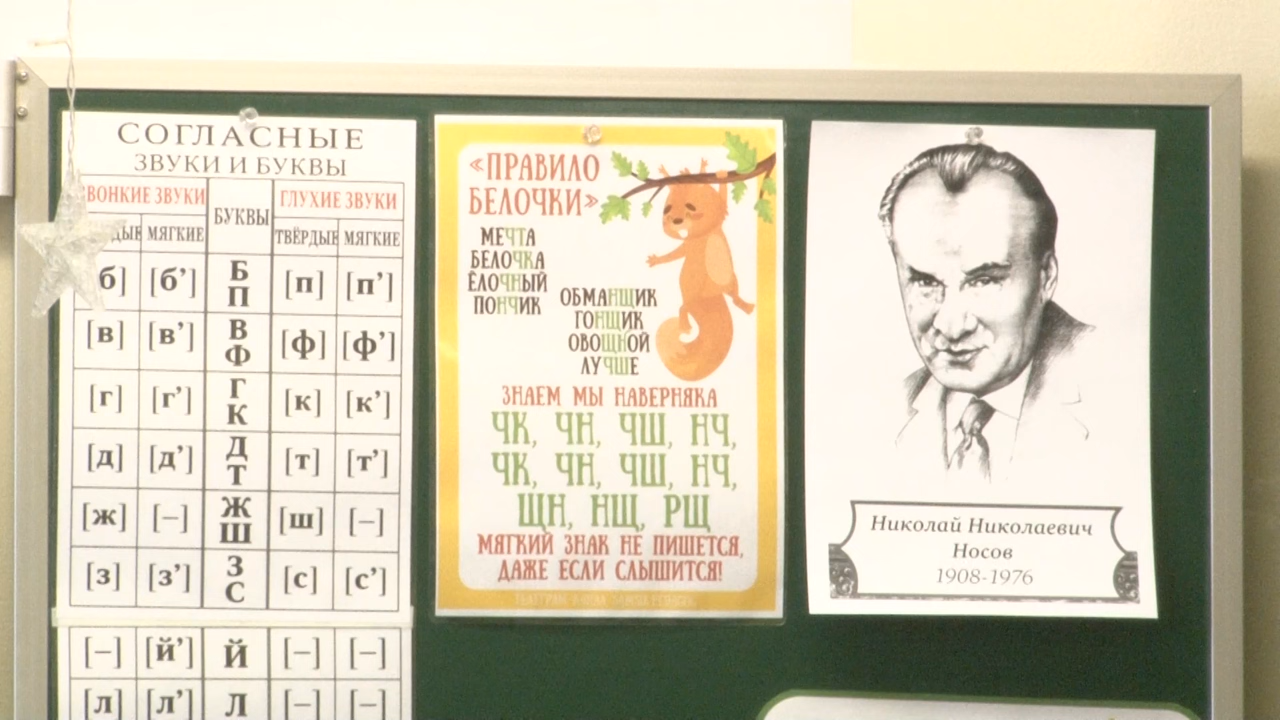 СОГЛАСНЫЕ
ЗВУКИ И БУКВЫ
ЗВУКИ БУКВЫ ГЛУХИЕ ЗВУКИ
МЯГКИЕ ТВЁРДЫЕ МЯГКИЕ
[б] [б’] Б П [п] [п’]
[в] [в’] В Ф [ф] [ф’]
[г] [г’] Г К [к] [к’]
[д] [д’] Д Т [т] [т’]
[ж] [–] Ж Ш [ш] [–]
[з] [з’] З С [с] [с’]
[–] [й’] Й [–] [–]
[л] [л’] Л [–] [–]
«ПРАВИЛО
БЕЛОЧКИ»
МЕЧТА
БЕЛОЧКА
ЁЛОЧНЫЙ
ПОНЧИК
ОБМАНЩИК
ГОНЩИК
ОВОЩНОЙ
ЛУЧШЕ
ЗНАЕМ МЫ НАВЕРНЯКА
ЧК, ЧН, ЧШ, НЧ,
ЧК, ЧН, ЧШ, НЧ,
ЩН, НЩ, РЩ
МЯГКИЙ ЗНАК НЕ ПИШЕТСЯ,
ДАЖЕ ЕСЛИ СЛЫШИТСЯ!
Николай Николаевич
Носов
1908-1976